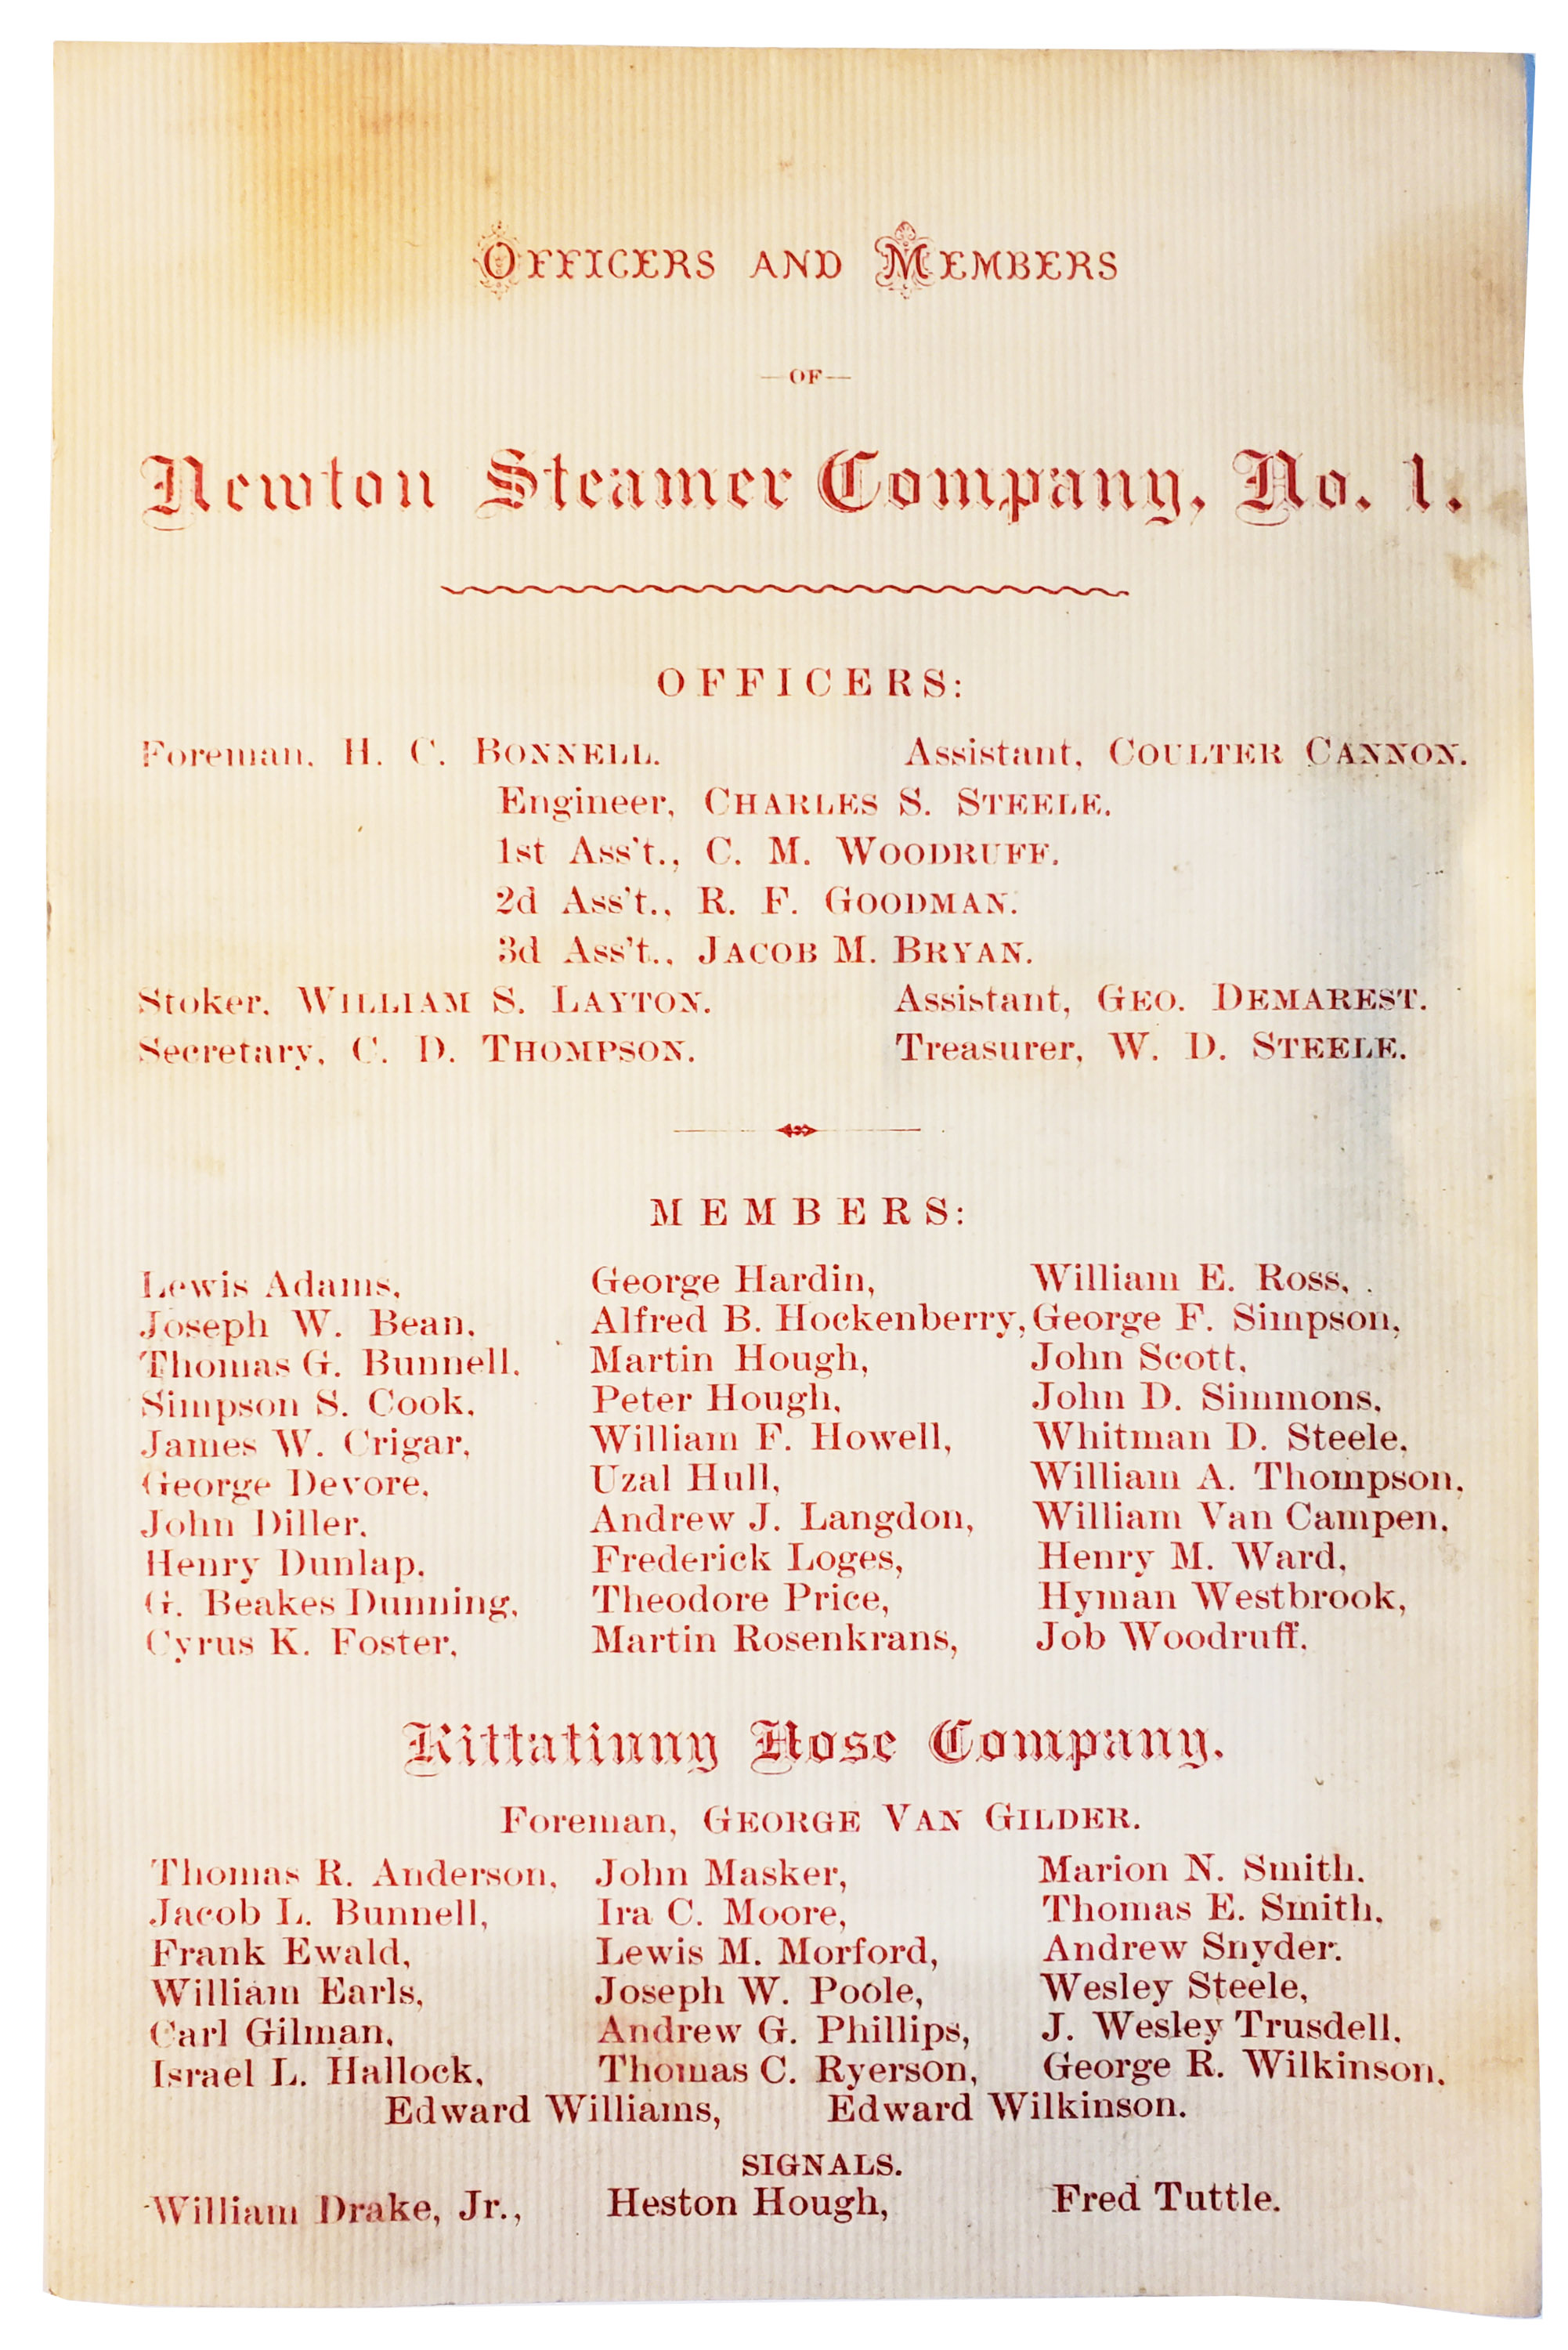 OFFICERS AND MEMBERS
—OF—
Newton Steamer Company, No. 1.
OFFICERS:
Foreman, H. C. BONNELL. Assistant, COULTER CANNON.
Engineer, CHARLES S. STEELE.
1st Ass't., C. M. WOODRUFF.
2d Ass't., R. F. GOODMAN.
3d Ass't., JACOB M. BRYAN.
Stoker, WILLIAM S. LAYTON. Assistant, GEO. DEMAREST.
Secretary, C. D. THOMPSON. Treasurer, W. D. STEELE.
MEMBERS:
Lewis Adams, George Hardin, William E. Ross,
Joseph W. Bean, Alfred B. Hockenberry, George F. Simpson,
Thomas G. Bunnell, Martin Hough, John Scott,
Simpson S. Cook, Peter Hough, John D. Simmons,
James W. Crigar, William F. Howell, Whitman D. Steele,
George Devore, Uzal Hull, William A. Thompson,
John Diller, Andrew J. Langdon, William Van Campen,
Henry Dunlap, Frederick Loges, Henry M. Ward,
G. Beakes Dunning, Theodore Price, Hyman Westbrook,
Cyrus K. Foster, Martin Rosenkrans, Job Woodruff,
Kittatinny Hose Company.
Foreman, GEORGE VAN GILDER.
Thomas R. Anderson, John Masker, Marion N. Smith,
Jacob L. Bunnell, Ira C. Moore, Thomas E. Smith,
Frank Ewald, Lewis M. Morford, Andrew Snyder,
William Earls, Joseph W. Poole, Wesley Steele,
Carl Gilman, Andrew G. Phillips, J. Wesley Trusdell,
Israel L. Hallock, Thomas C. Ryerson, George R. Wilkinson,
Edward Williams, Edward Wilkinson.
SIGNALS.
William Drake, Jr., Heston Hough, Fred Tuttle.